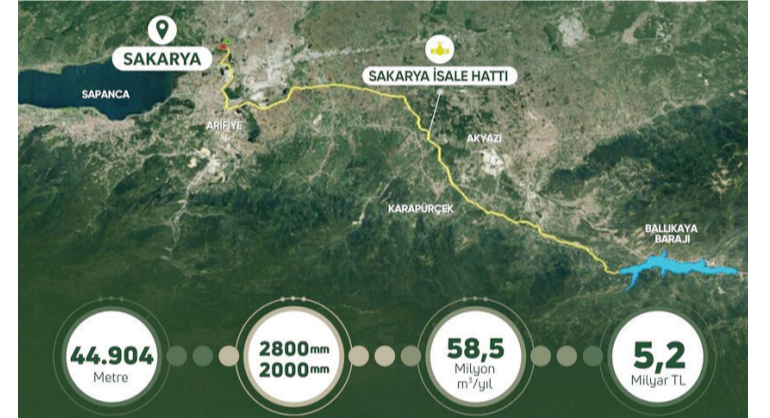 SAKARYA
SAKARYA İSALE HATTI
SAPANCA
ARİFİYE
AKYAZI
KARAPÜRÇEK
BALLIKAYA
BARAJI
44.904
Metre
2800mm
2000mm
58,5
Milyon
m³/yıl
5,2
Milyar TL